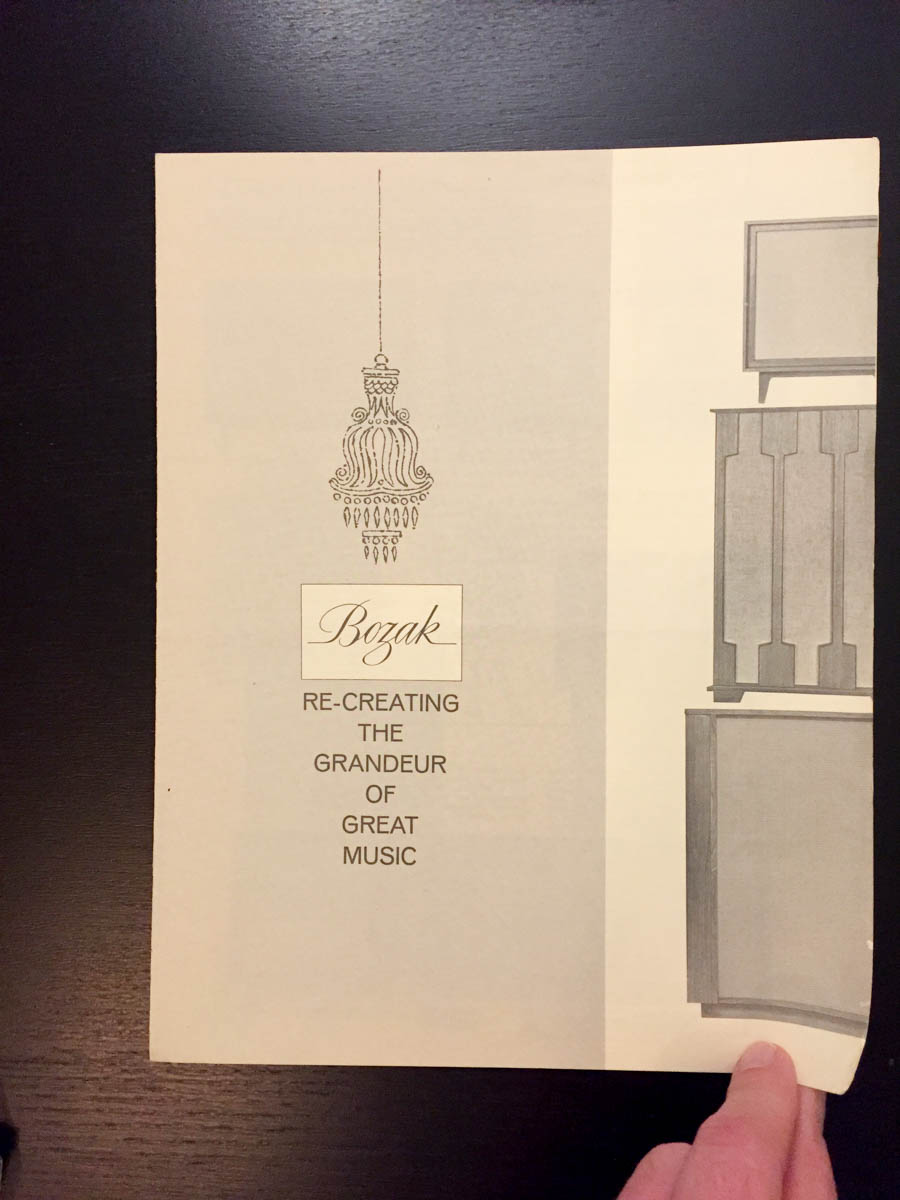 Bozak
RE-CREATING
THE
GRANDEUR
OF
GREAT
MUSIC